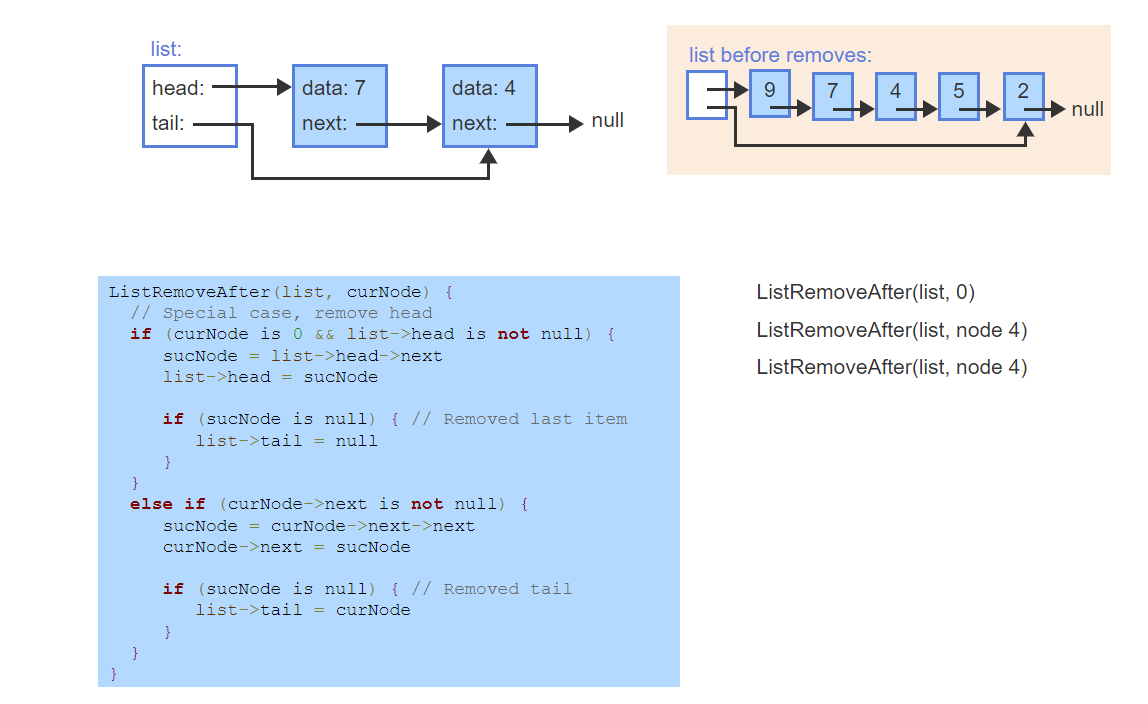 list:
head:
tail:
data: 7
next:
data: 4
next:
null
list before removes:
9
7
4
5
2
null
ListRemoveAfter(list, curNode) {
// Special case, remove head
if (curNode is 0 && list->head is not null) {
sucNode = list->head->next
list->head = sucNode
if (sucNode is null) { // Removed last item
list->tail = null
}
}
else if (curNode->next is not null) {
sucNode = curNode->next->next
curNode->next = sucNode
if (sucNode is null) { // Removed tail
list->tail = curNode
}
}
}
ListRemoveAfter(list, 0)
ListRemoveAfter(list, node 4)
ListRemoveAfter(list, node 4)